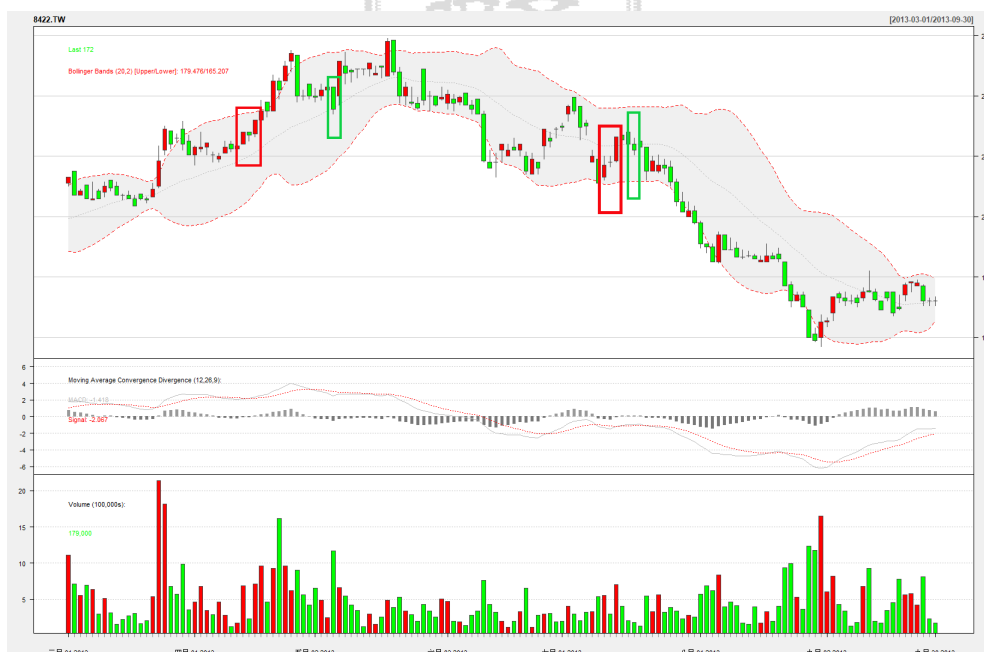 8422.TW
[2013-03-01/2013-09-30]
Last 172
Bollinger Bands (20,2) [Upper/Lower]: 179.476/165.207
6
Moving Average Convergence Divergence (12,26,9):
4
MACD: -1.418
2
0
Signal: -2.067
-2
-4
-6
20
Volume (100,000s):
15
179,000
10
5